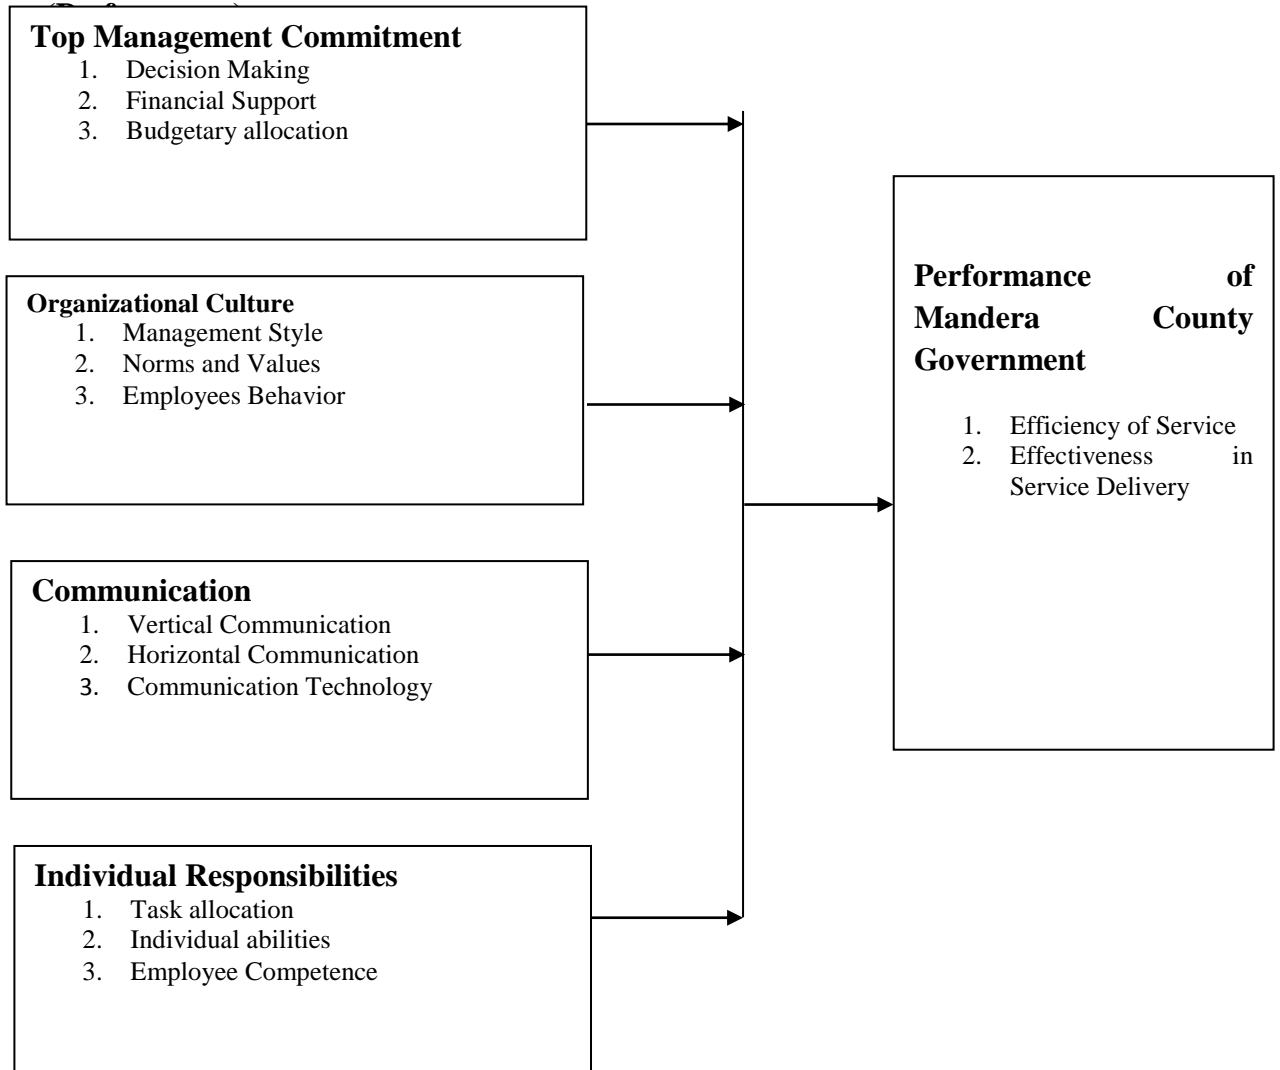 Top Management Commitment
1. Decision Making
2. Financial Support
3. Budgetary allocation
Organizational Culture
1. Management Style
2. Norms and Values
3. Employees Behavior
Communication
1. Vertical Communication
2. Horizontal Communication
3. Communication Technology
Individual Responsibilities
1. Task allocation
2. Individual abilities
3. Employee Competence
Performance of
Mandera County
Government
1. Efficiency of Service
2. Effectiveness in
Service Delivery